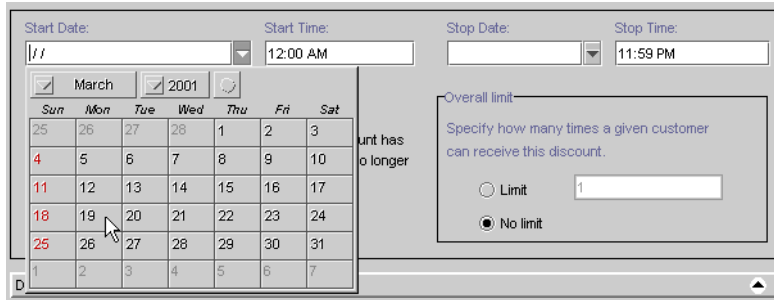 Start Date: Start Time: Stop Date: Stop Time:
/ / 12:00 AM 11:59 PM
March 2001
Sun Mon Tue Wed Thu Fri Sat
25 26 27 28 1 2 3
4 5 6 7 8 9 10
11 12 13 14 15 16 17
18 19 20 21 22 23 24
25 26 27 28 29 30 31
1 2 3 4 5 6 7
unt has
o longer
Overall limit
Specify how many times a given customer
can receive this discount.
Limit 1
No limit
D